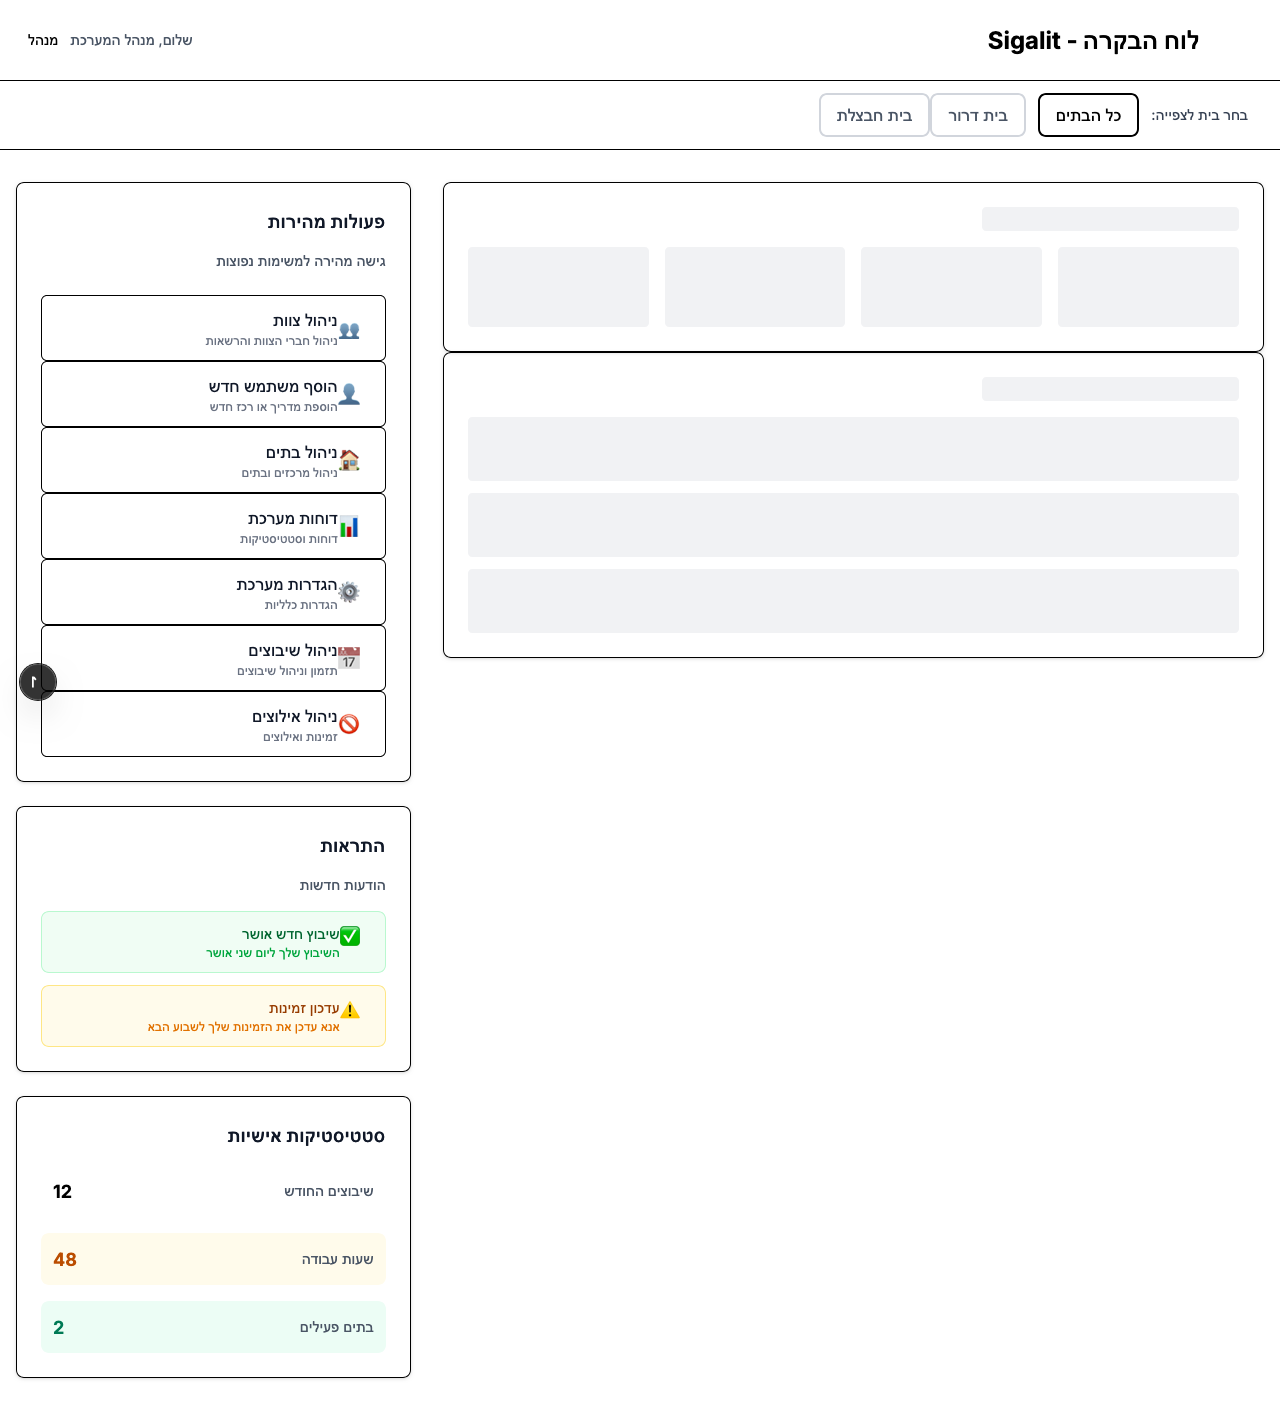 לוח הבקרה - Sigalit
שלום, מנהל המערכת
מנהל
בחר בית לצפייה:
כל הבתים
בית דרור
בית חבצלת
פעולות מהירות
גישה מהירה למשימות נפוצות
ניהול צוות
ניהול חברי הצוות והרשאות
הוסף משתמש חדש
הוספת מדריך או רכז חדש
ניהול בתים
ניהול מרכזים ובתים
דוחות מערכת
דוחות וסטטיסטיקות
הגדרות מערכת
הגדרות כלליות
ניהול שיבוצים
תזמון וניהול שיבוצים
17
ניהול אילוצים
זמינות ואילוצים
התראות
הודעות חדשות
שיבוץ חדש אושר
השיבוץ שלך ליום שני אושר
עדכון זמינות
אנא עדכן את הזמינות שלך לשבוע הבא
סטטיסטיקות אישיות
שיבוצים החודש
12
שעות עבודה
48
בתים פעילים
2